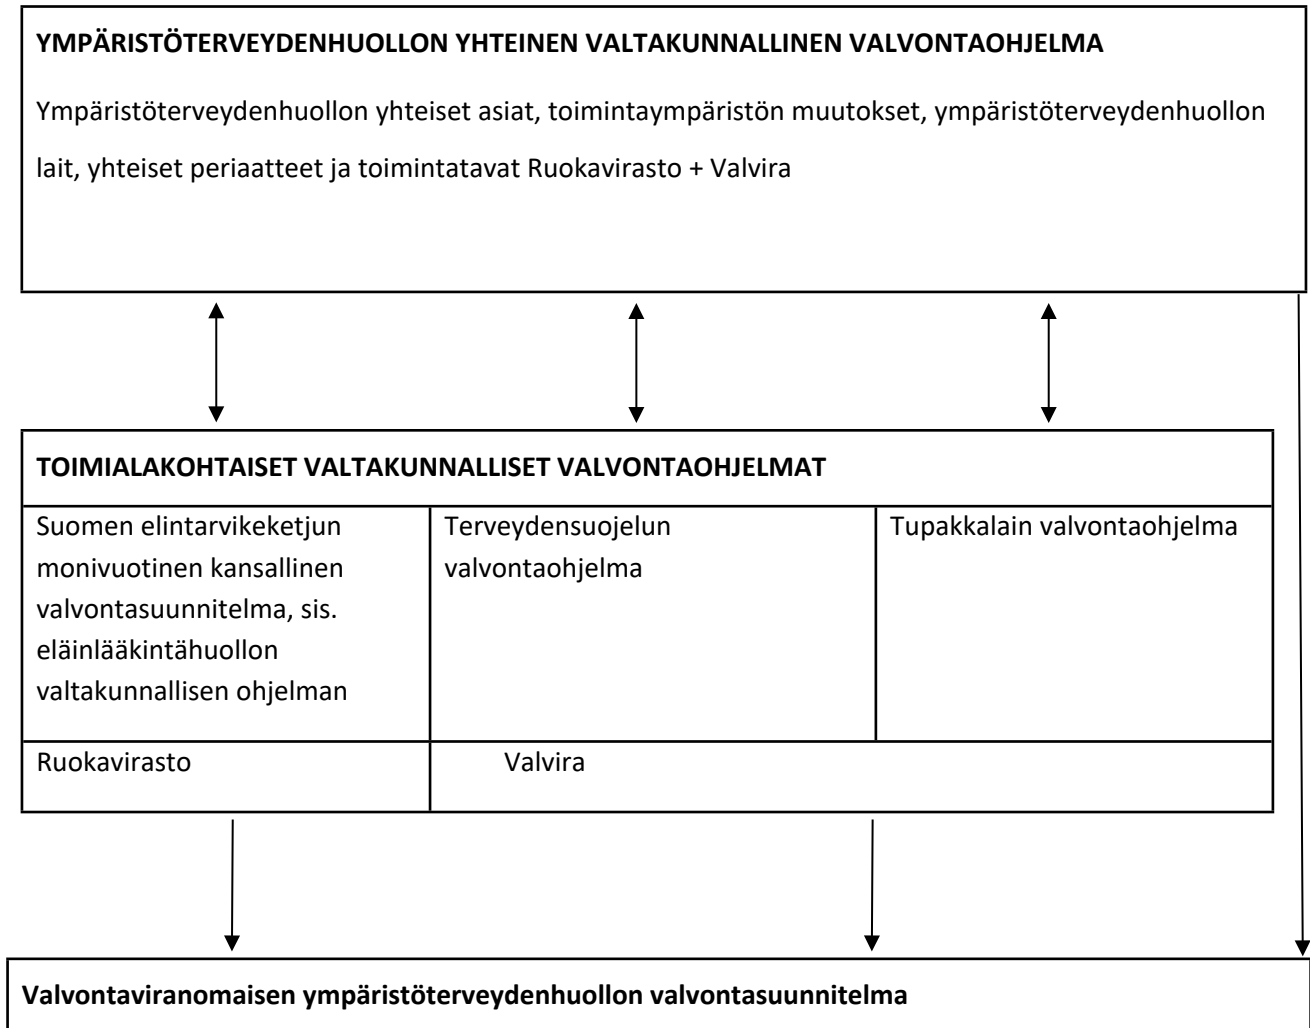 YMPÄRISTÖTERVEYDENHUOLLON YHTEINEN VALTAKUNNALLINEN VALVONTAOHJELMA
Ympäristöterveydenhuollon yhteiset asiat, toimintaympäristön muutokset, ympäristöterveydenhuollon
lait, yhteiset periaatteet ja toimintatavat Ruokavirasto + Valvira
TOIMIALAKOHTAISET VALTAKUNNALLISET VALVONTAOHJELMAT
Suomen elintarvikeketjun
monivuotinen kansallinen
valvontasuunnitelma, sis.
eläinlääkintähuollon
valtakunnallisen ohjelman
Terveydensuojelun
valvontaohjelma
Tupakkalain valvontaohjelma
Ruokavirasto
Valvira
Valvontaviranomaisen ympäristöterveydenhuollon valvontasuunnitelma